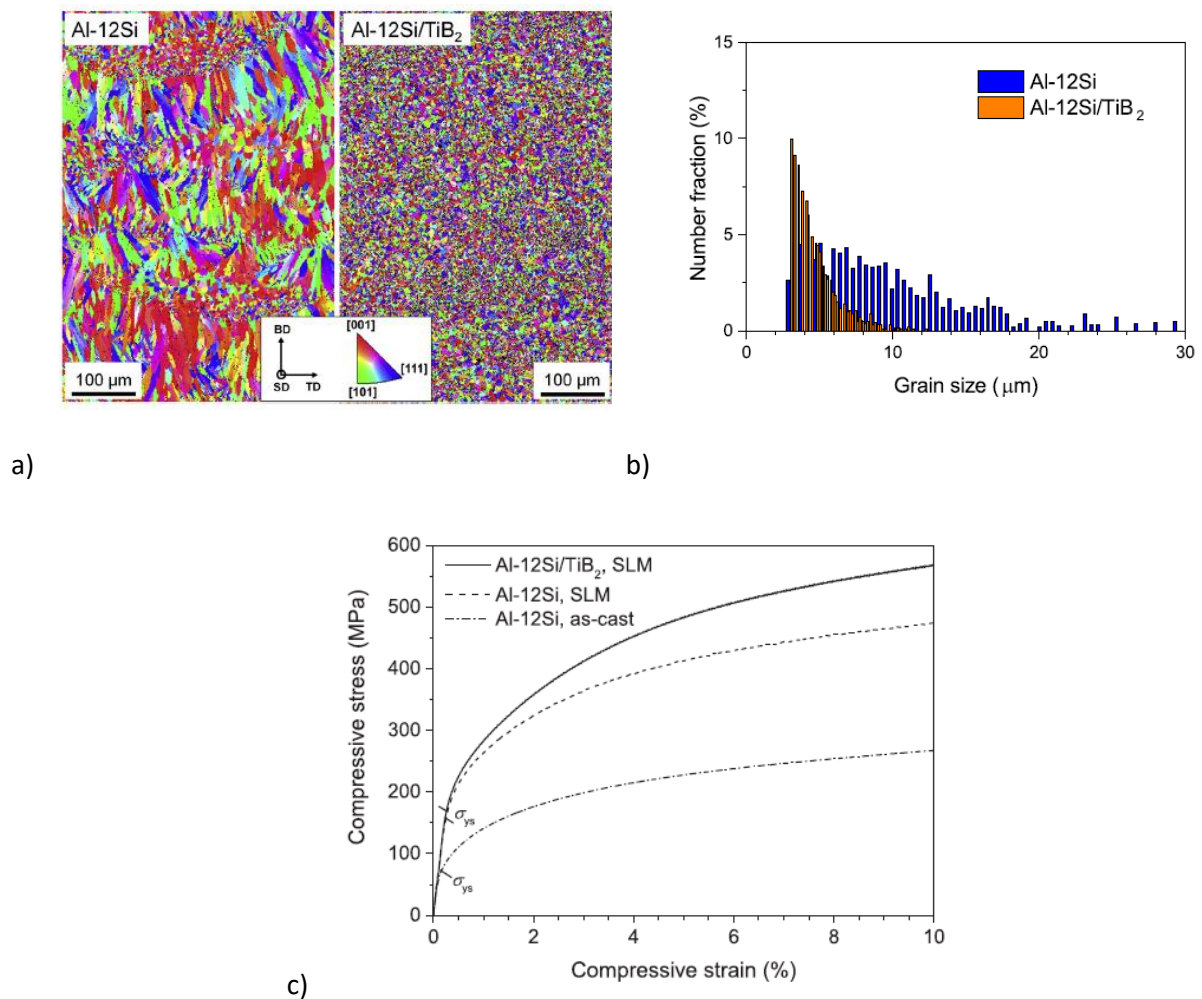 Al-12Si
Al-12Si/TiB₂
BD
SD
TD
[001]
[111]
[101]
100 µm
100 µm
a)
15
10
5
0
Number fraction (%)
Al-12Si
Al-12Si/TiB₂
0
10
20
30
Grain size (µm)
b)
600
500
400
300
200
100
0
Compressive stress (MPa)
Al-12Si/TiB₂, SLM
Al-12Si, SLM
Al-12Si, as-cast
σys
σys
0
2
4
6
8
10
Compressive strain (%)
c)